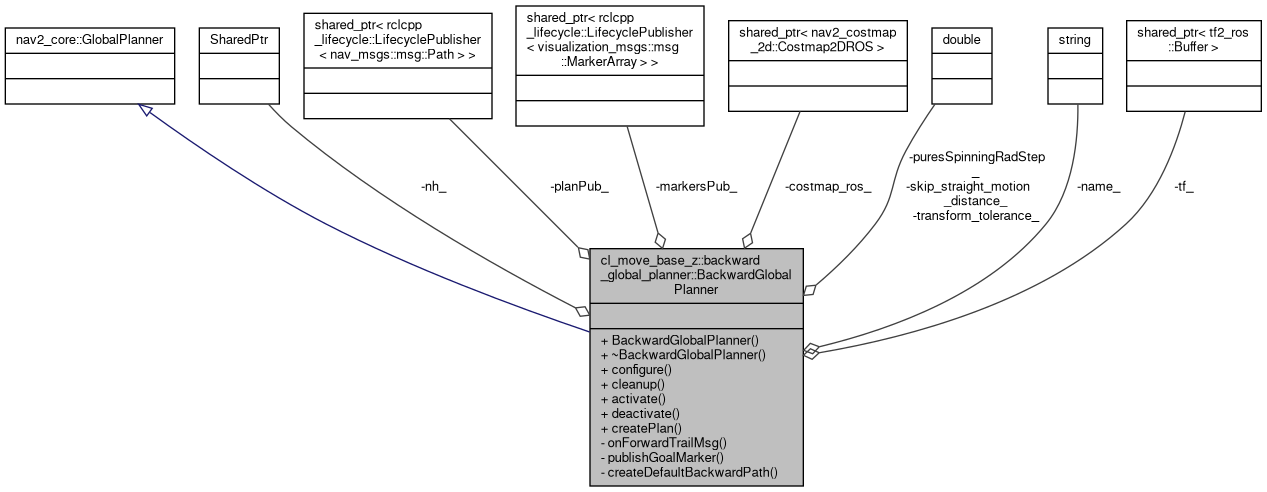 nav2_core::GlobalPlanner
SharedPtr
shared_ptr< rclcpp
_lifecycle::LifecyclePublisher
< nav_msgs::msg::Path > >
shared_ptr< rclcpp
_lifecycle::LifecyclePublisher
< visualization_msgs::msg
::MarkerArray > >
shared_ptr< nav2_costmap
_2d::Costmap2DROS >
double
string
shared_ptr< tf2_ros
::Buffer >
-nh_
-planPub_
-markersPub_
-costmap_ros_
-puresSpinningRadStep
_
-skip_straight_motion
_distance_
-transform_tolerance_
-name_
-tf_
cl_move_base_z::backward
_global_planner::BackwardGlobal
Planner
+ BackwardGlobalPlanner()
+ ~BackwardGlobalPlanner()
+ configure()
+ cleanup()
+ activate()
+ deactivate()
+ createPlan()
- onForwardTrailMsg()
- publishGoalMarker()
- createDefaultBackwardPath()